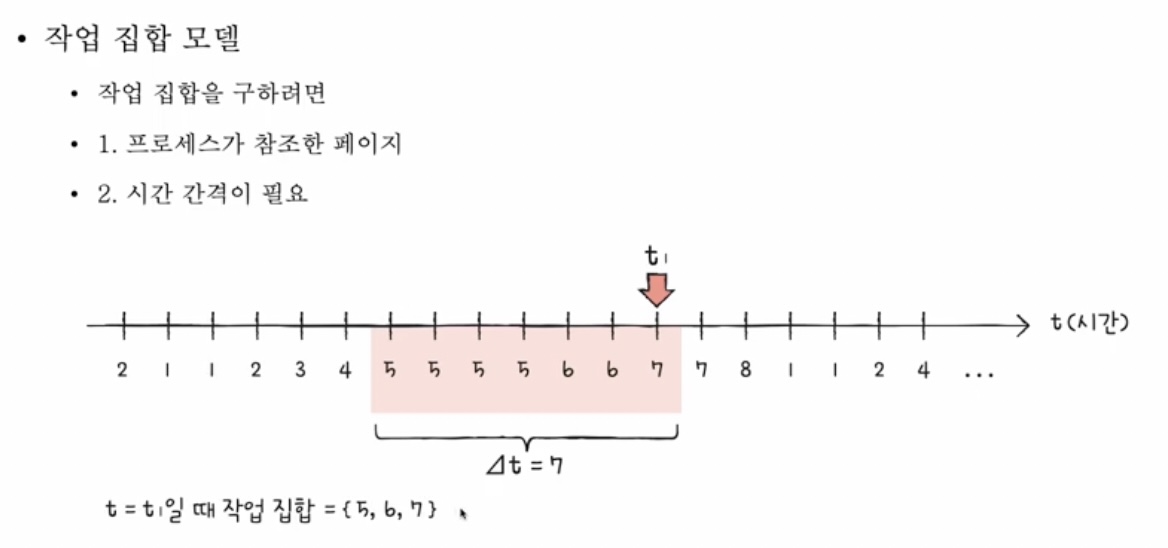 • 작업 집합 모델
• 작업 집합을 구하려면
• 1. 프로세스가 참조한 페이지
• 2. 시간 간격이 필요
t₁
t(시간)
2 1 1 2 3 4 5 5 5 5 6 6 7 7 8 1 1 2 4 ...
⊿t = 7
t = t₁일 때 작업 집합 = {5, 6, 7}